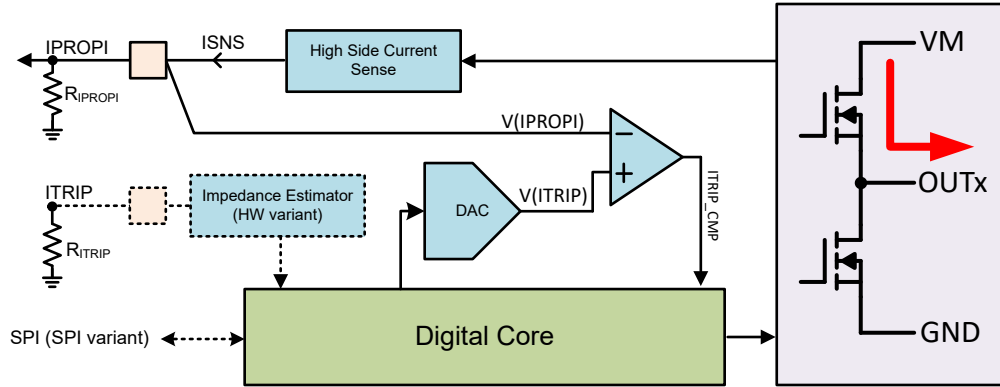 IPROPI
ISNS
High Side Current
Sense
VM
RIPROPI
V(IPROPI)
−
+
ITRIP
Impedance Estimator
(HW variant)
DAC
V(ITRIP)
ITRIP_CMP
OUTx
RITRIP
SPI (SPI variant)
Digital Core
GND